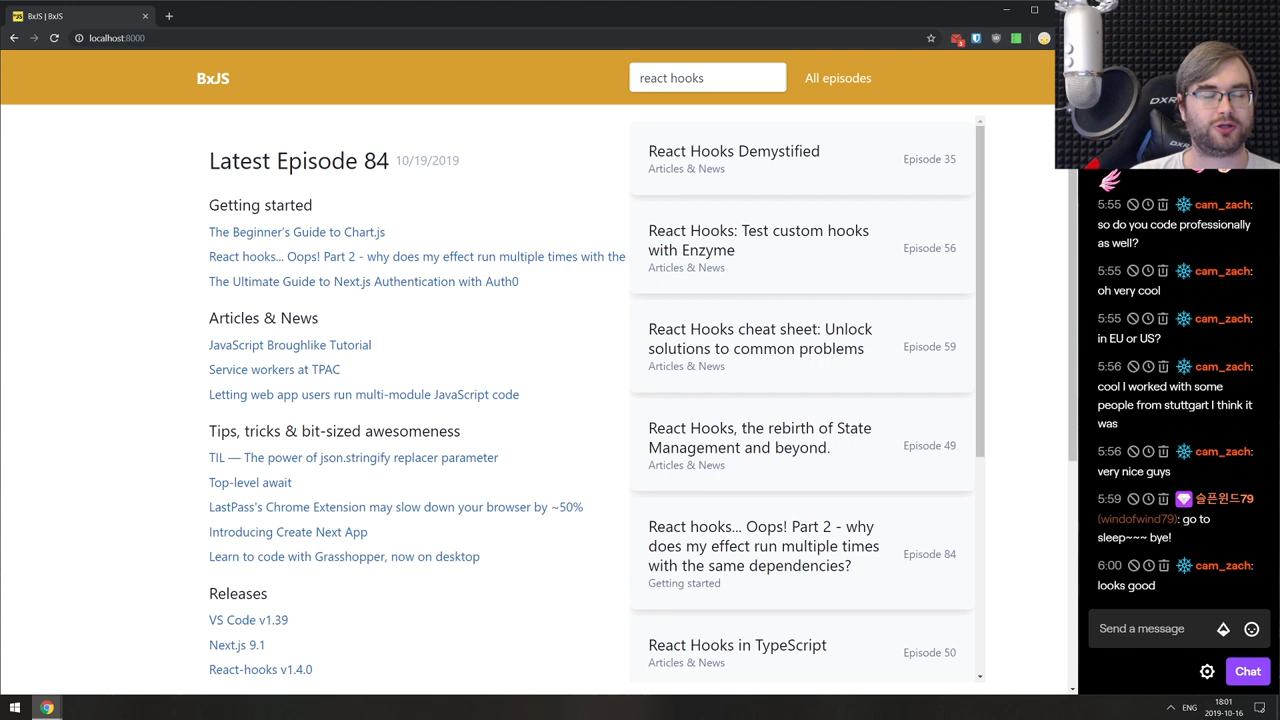 BxJS | BxJS
localhost:8000
BxJS
react hooks
All episodes
Latest Episode 84 10/19/2019
Getting started
The Beginner's Guide to Chart.js
React hooks... Oops! Part 2 - why does my effect run multiple times with the
The Ultimate Guide to Next.js Authentication with Auth0
Articles & News
JavaScript Broughlike Tutorial
Service workers at TPAC
Letting web app users run multi-module JavaScript code
Tips, tricks & bit-sized awesomeness
TIL — The power of json.stringify replacer parameter
Top-level await
LastPass's Chrome Extension may slow down your browser by ~50%
Introducing Create Next App
Learn to code with Grasshopper, now on desktop
Releases
VS Code v1.39
Next.js 9.1
React-hooks v1.4.0
React Hooks Demystified
Articles & News
Episode 35
React Hooks: Test custom hooks
with Enzyme
Articles & News
Episode 56
React Hooks cheat sheet: Unlock
solutions to common problems
Articles & News
Episode 59
React Hooks, the rebirth of State
Management and beyond.
Articles & News
Episode 49
React hooks... Oops! Part 2 - why
does my effect run multiple times
with the same dependencies?
Getting started
Episode 84
React Hooks in TypeScript
Articles & News
Episode 50
DXR
DXRA
5:55 cam_zach:
so do you code professionally
as well?
5:55 cam_zach:
oh very cool
5:55 cam_zach:
in EU or US?
5:56 cam_zach:
cool I worked with some
people from stuttgart I think it
was
5:56 cam_zach:
very nice guys
5:59 슬픈윈드79
(windofwind79): go to
sleep~~~ bye!
6:00 cam_zach:
looks good
Send a message
Chat
ENG
18:01
2019-10-16